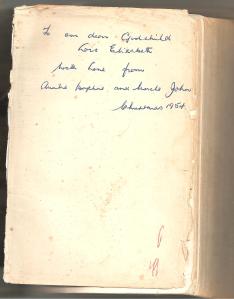 To our dear Godchild
Lois Elizabeth
with love from
Auntie and Uncle John
Christmas 1954.